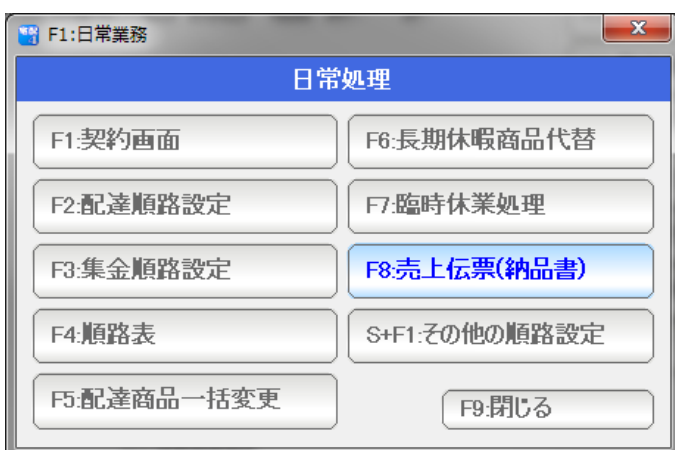 F1:日常業務
日常処理
F1:契約画面
F2:配達順路設定
F3:集金順路設定
F4:順路表
F5:配達商品一括変更
F6:長期休暇商品代替
F7:臨時休業処理
F8:売上伝票(納品書)
S+F1:その他の順路設定
F9:閉じる